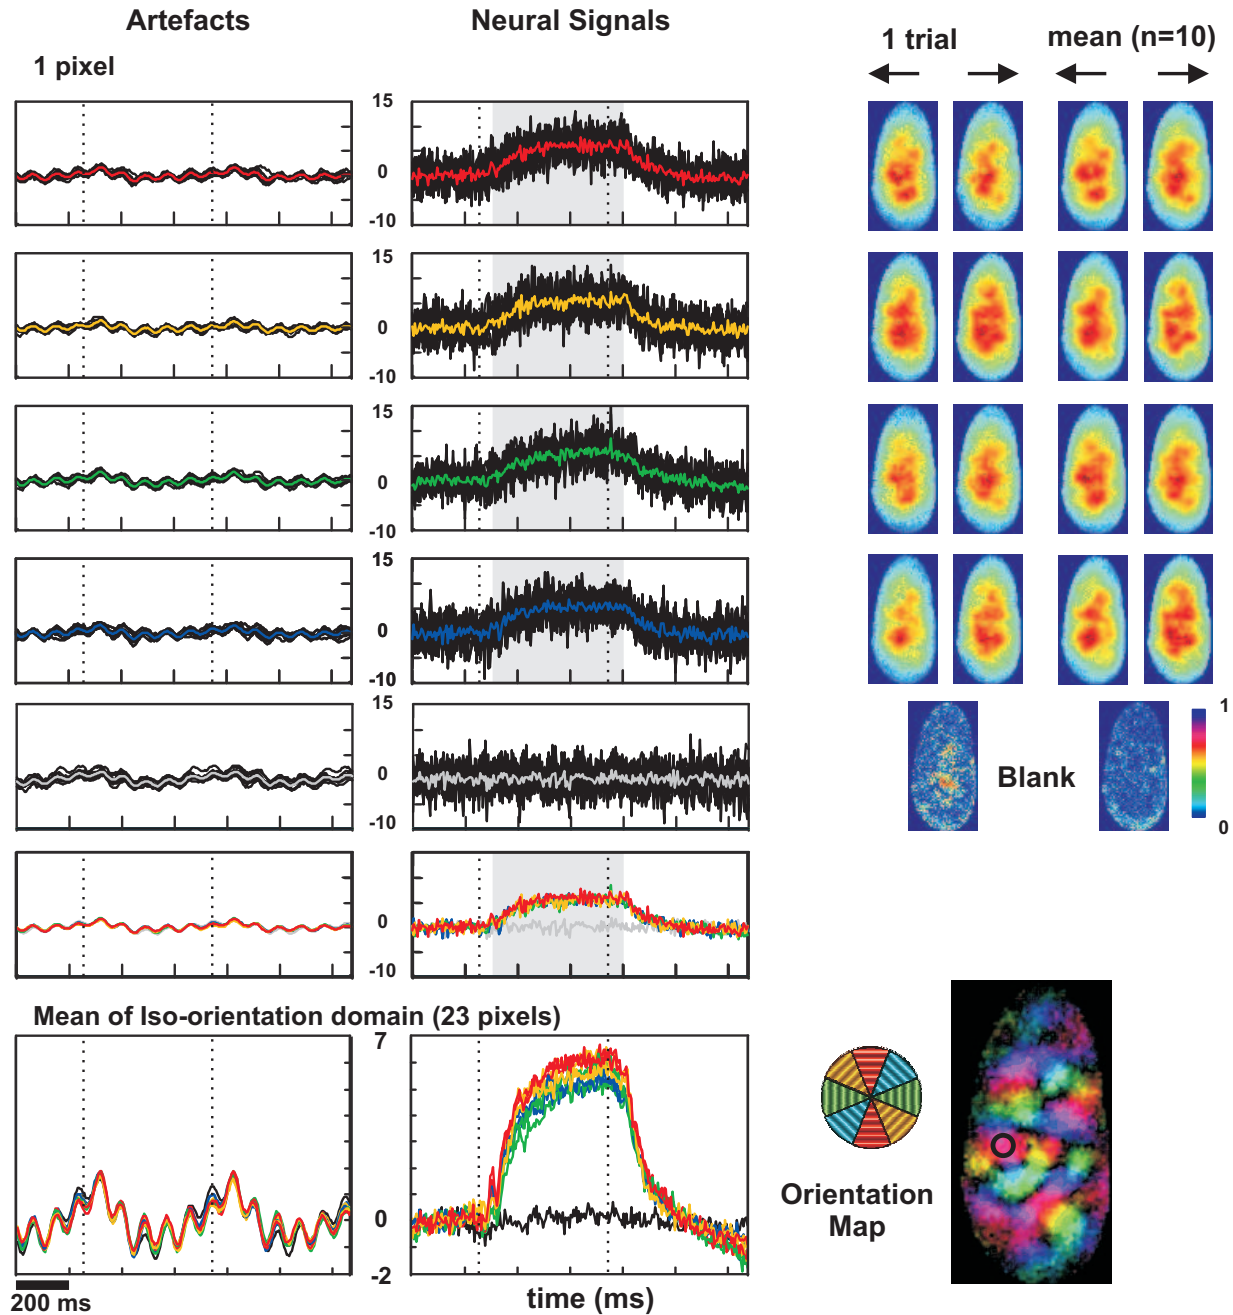 Artefacts
Neural Signals
1 trial
mean (n=10)
1 pixel
15
0
-10
15
0
-10
15
0
-10
15
0
-10
15
0
-10
Blank
1
0
0
-10
Mean of Iso-orientation domain (23 pixels)
7
0
-2
Orientation
Map
200 ms
time (ms)